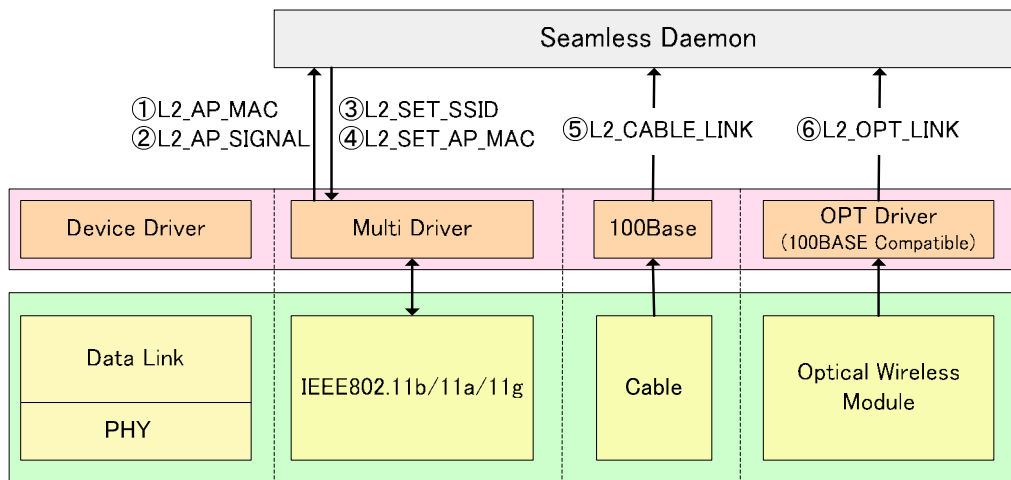 Seamless Daemon
①L2_AP_MAC
②L2_AP_SIGNAL
③L2_SET_SSID
④L2_SET_AP_MAC
⑤L2_CABLE_LINK
⑥L2_OPT_LINK
Device Driver
Multi Driver
100Base
OPT Driver
(100BASE Compatible)
Data Link
PHY
IEEE802.11b/11a/11g
Cable
Optical Wireless
Module